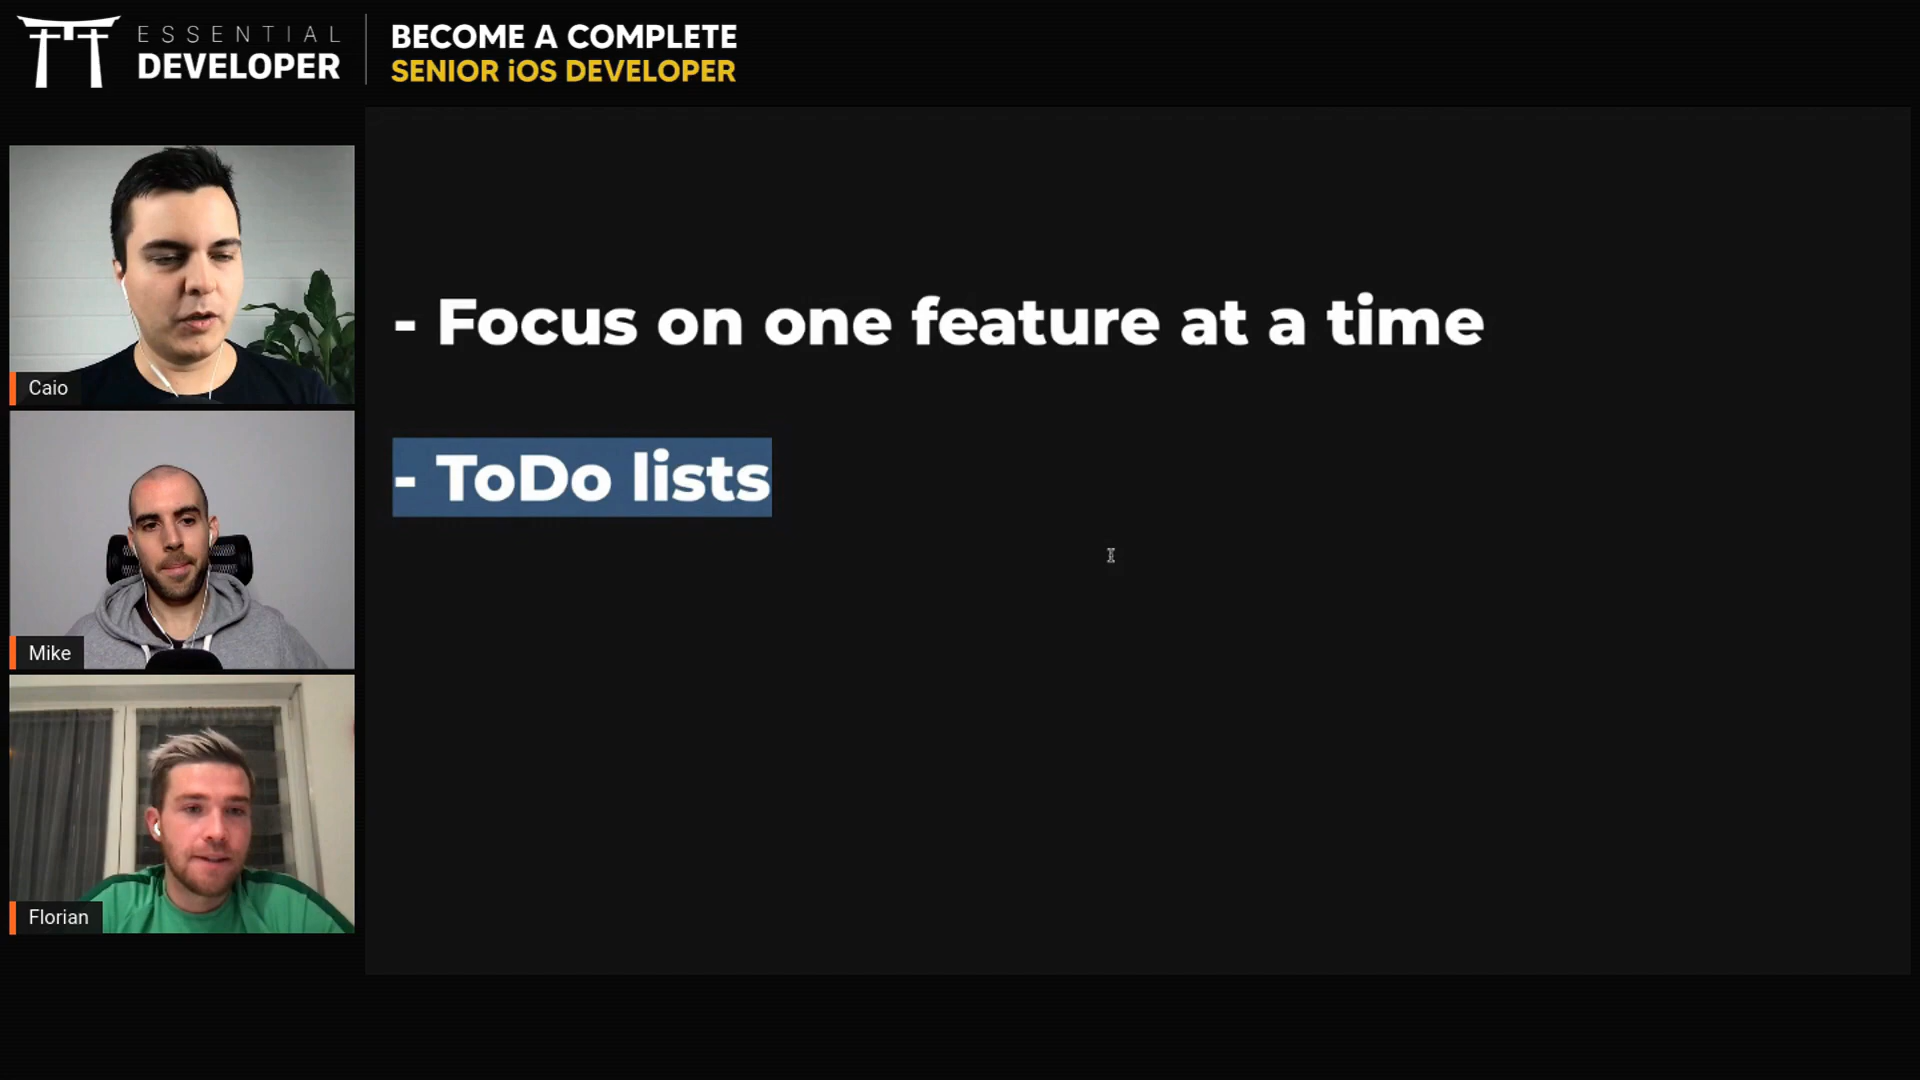 ESSENTIAL
DEVELOPER
BECOME A COMPLETE
SENIOR iOS DEVELOPER
Caio
Mike
Florian
- Focus on one feature at a time
- ToDo lists